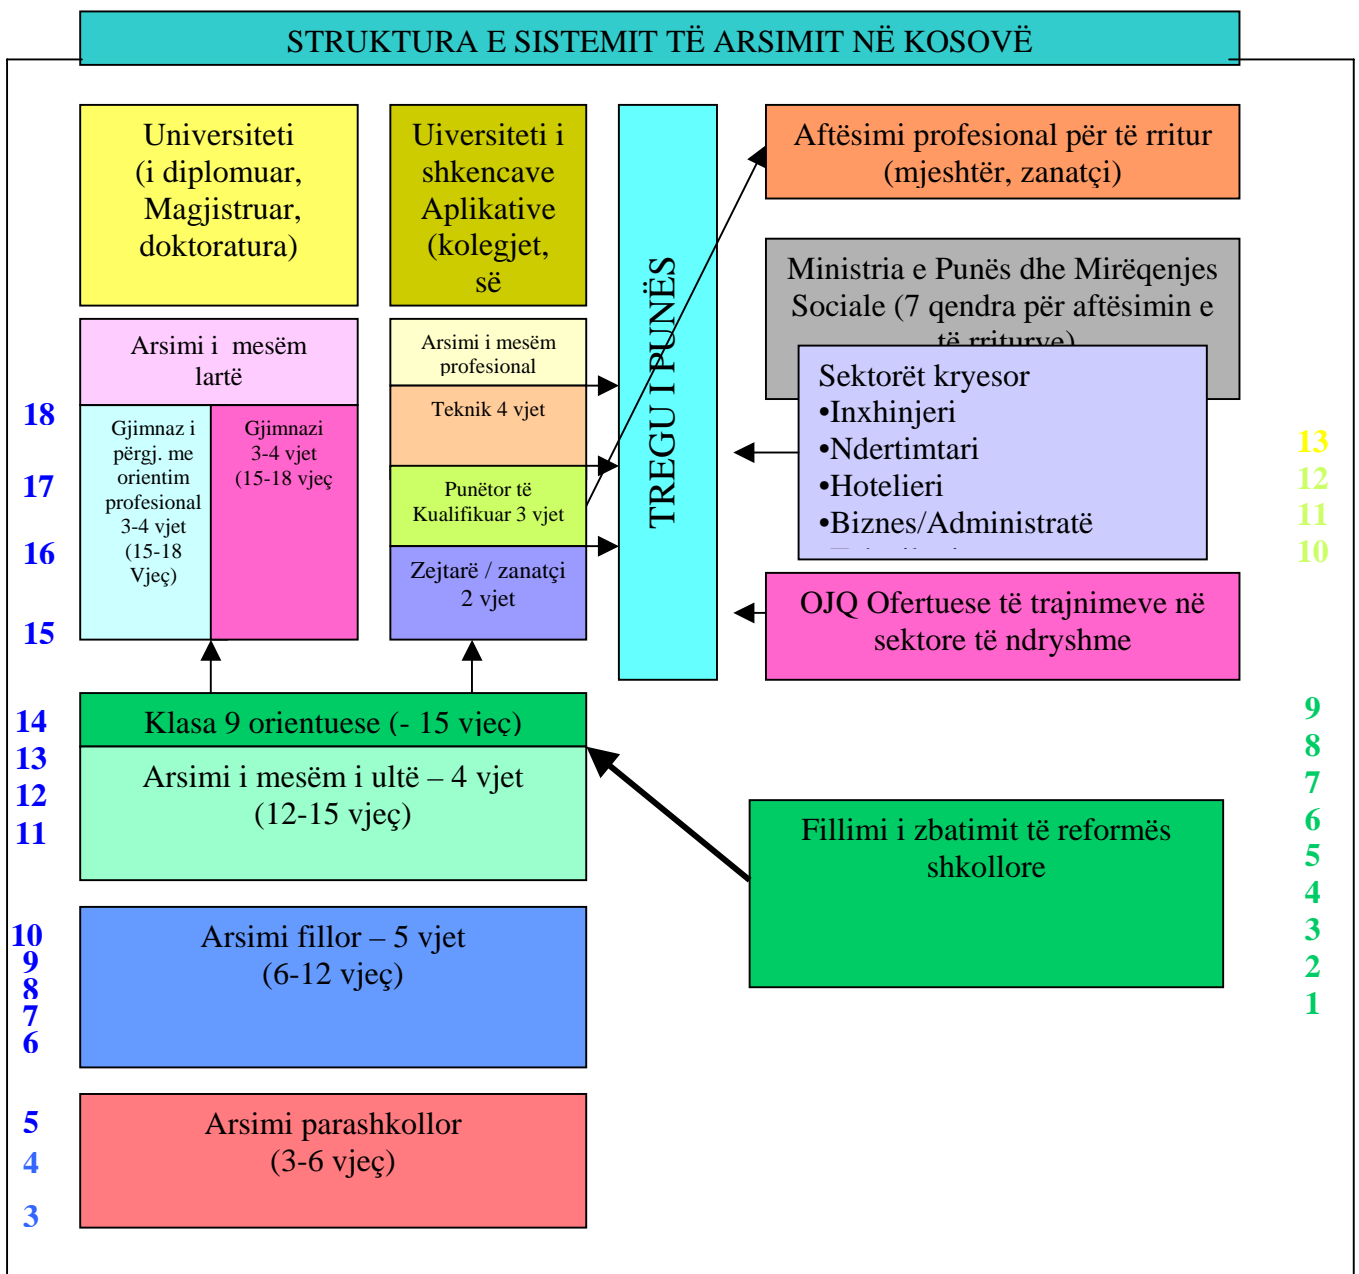 STRUKTURA E SISTEMIT TË ARSIMIT NË KOSOVË
Universiteti
(i diplomuar,
Magjistruar,
doktoratura)
Uiversiteti i
shkencave
Aplikative
(kolegjet,
së
TREGU I PUNËS
Aftësimi profesional për të rritur
(mjeshtër, zanatçi)
Ministria e Punës dhe Mirëqenjes
Sociale (7 qendra për aftësimin e
të rriturve)
Sektorët kryesor
•Inxhinjeri
•Ndertimtari
•Hotelieri
•Biznes/Administratë
OJQ Ofertuese të trajnimeve në
sektore të ndryshme
Arsimi i mesëm
lartë
Gjimnaz i
përgj. me
orientim
profesional
3-4 vjet
(15-18
Vjeç)
Gjimnazi
3-4 vjet
(15-18 vjeç
Arsimi i mesëm
profesional
Teknik 4 vjet
Punëtor të
Kualifikuar 3 vjet
Zejtarë / zanatçi
2 vjet
Klasa 9 orientuese (- 15 vjeç)
Arsimi i mesëm i ultë – 4 vjet
(12-15 vjeç)
Fillimi i zbatimit të reformës
shkollore
Arsimi fillor – 5 vjet
(6-12 vjeç)
Arsimi parashkollor
(3-6 vjeç)
18
17
16
15
14
13
12
11
10
9
8
7
6
5
4
3
13
12
11
10
9
8
7
6
5
4
3
2
1